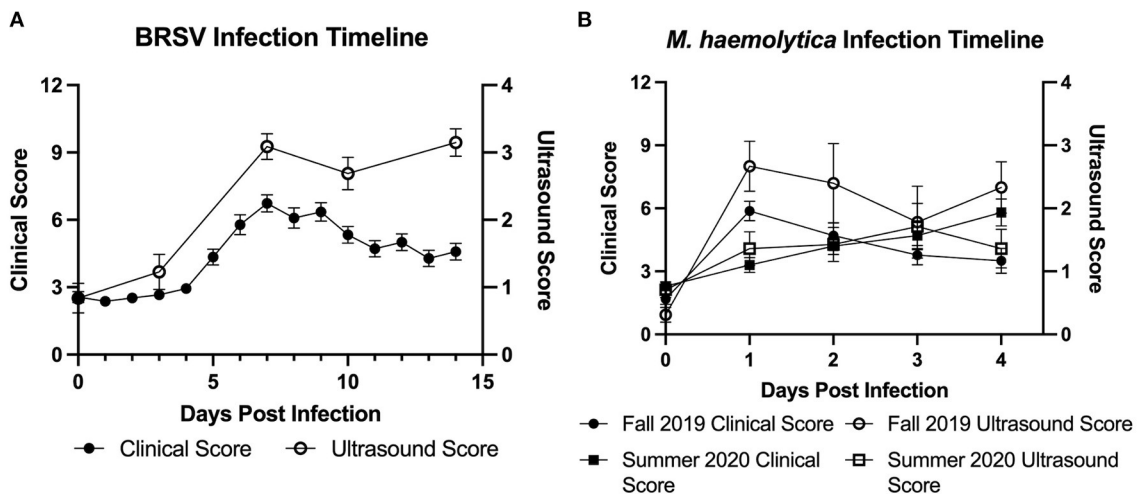 A
BRSV Infection Timeline
12
9
6
3
0
Clinical Score
4
3
2
1
0
Ultrasound Score
0
5
10
15
Days Post Infection
Clinical Score
Ultrasound Score
B
M. haemolytica Infection Timeline
12
9
6
3
0
Clinical Score
4
3
2
1
0
Ultrasound Score
0
1
2
3
4
Days Post Infection
Fall 2019 Clinical Score
Fall 2019 Ultrasound Score
Summer 2020 Clinical
Score
Summer 2020 Ultrasound
Score